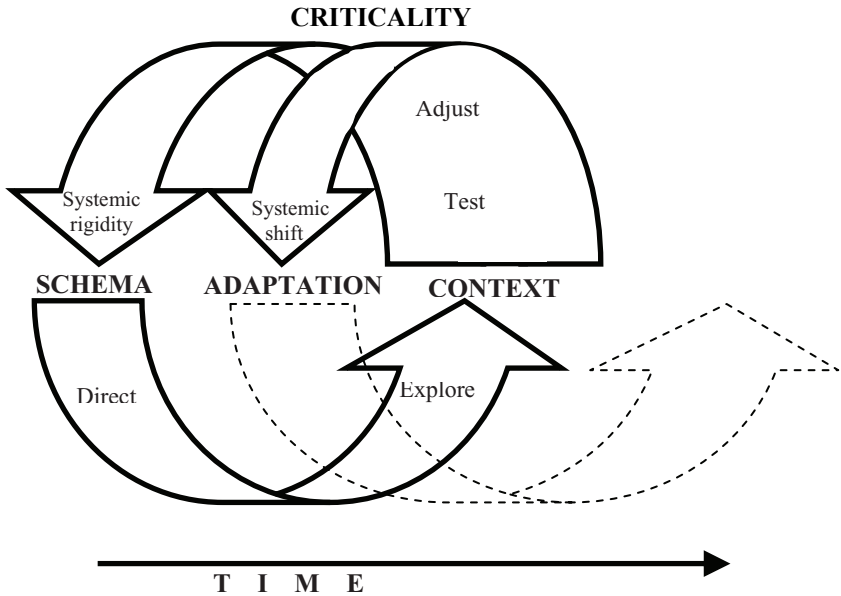 CRITICALITY
Adjust
Test
Systemic
rigidity
Systemic
shift
SCHEMA
ADAPTATION
CONTEXT
Direct
Explore
T I M E